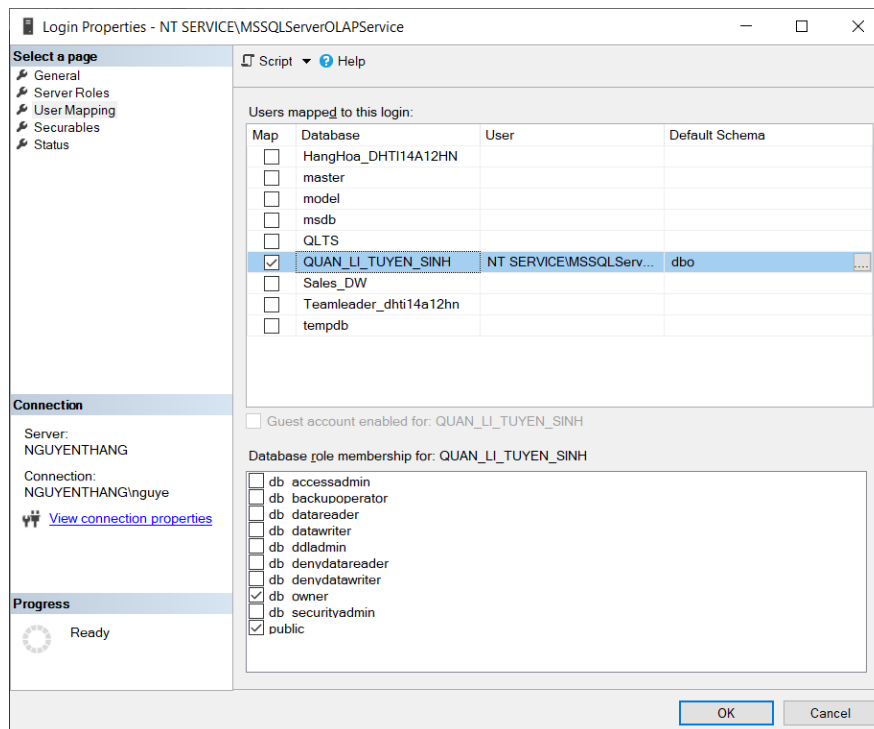 Login Properties - NT SERVICE\MSSQLServerOLAPService
Select a page
General
Server Roles
User Mapping
Securables
Status
Script
Help
Users mapped to this login:
Map Database User Default Schema
HangHoa_DHTI14A12HN
master
model
msdb
QLTS
QUAN_LI_TUYEN_SINH NT SERVICE\MSSQLServ... dbo ...
Sales_DW
Teamleader_dhti14a12hn
tempdb
Guest account enabled for: QUAN_LI_TUYEN_SINH
Database role membership for: QUAN_LI_TUYEN_SINH
db_accessadmin
db_backupoperator
db_datareader
db_datawriter
db_ddladmin
db_denydatareader
db_denydatawriter
db_owner
db_securityadmin
public
Connection
Server:
NGUYENTHANG
Connection:
NGUYENTHANG\nguye
View connection properties
Progress
Ready
OK Cancel